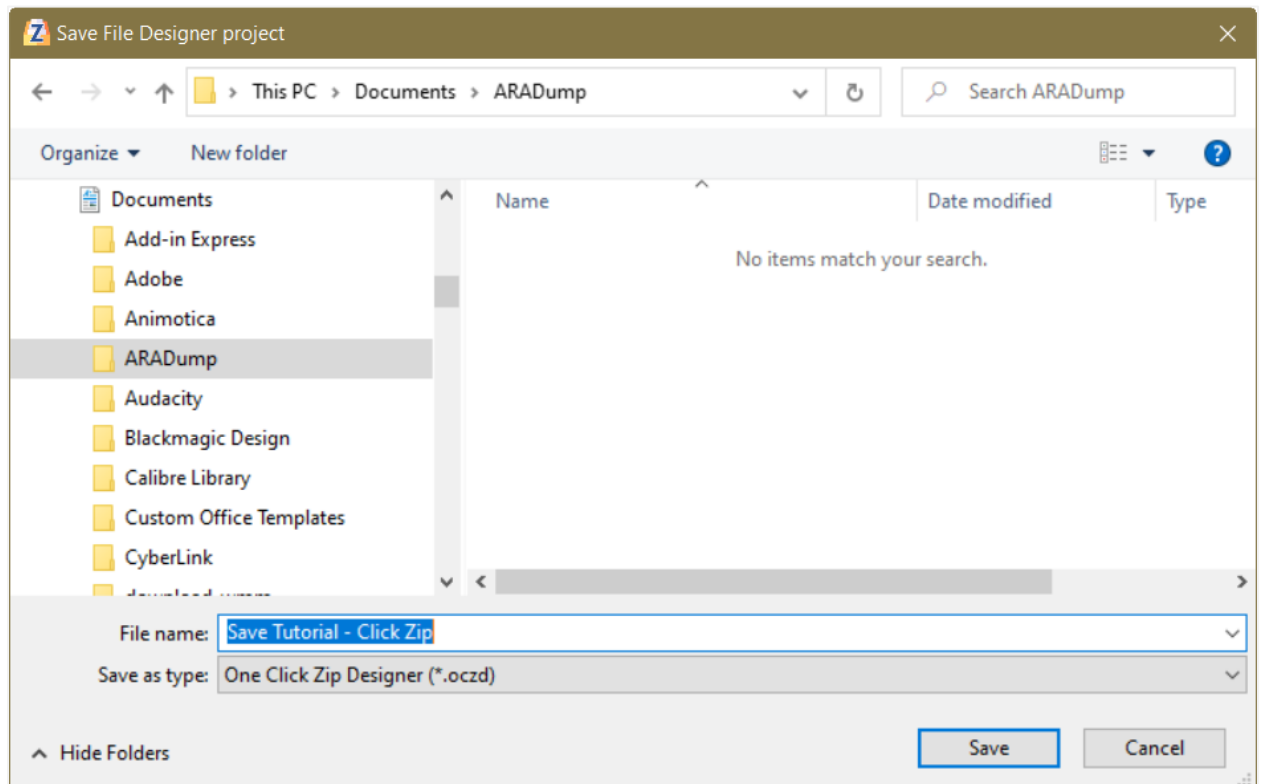 Save File Designer project
This PC > Documents > ARADump
Search ARADump
Organize
New folder
Name
Date modified
Type
No items match your search.
Documents
Add-in Express
Adobe
Animotica
ARADump
Audacity
Blackmagic Design
Calibre Library
Custom Office Templates
CyberLink
File name: Save Tutorial - Click Zip
Save as type: One Click Zip Designer (*.oczd)
Hide Folders
Save
Cancel